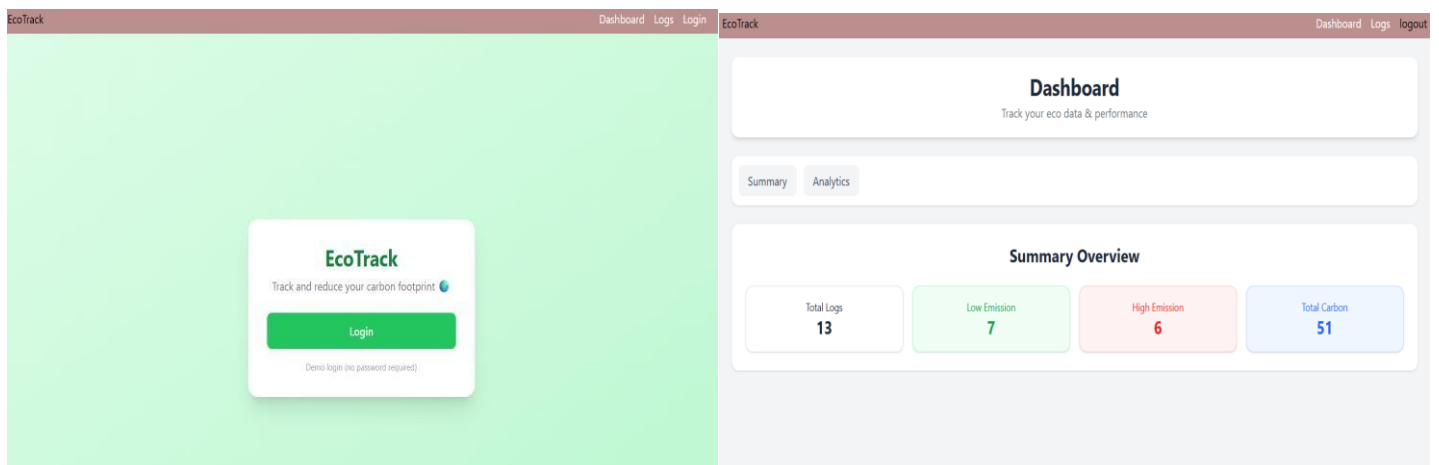 EcoTrack
Dashboard Logs Login
EcoTrack
Track and reduce your carbon footprint
Login
Demo login (no password required)
EcoTrack
Dashboard Logs logout
Dashboard
Track your eco data & performance
Summary Analytics
Summary Overview
Total Logs
13
Low Emission
7
High Emission
6
Total Carbon
51